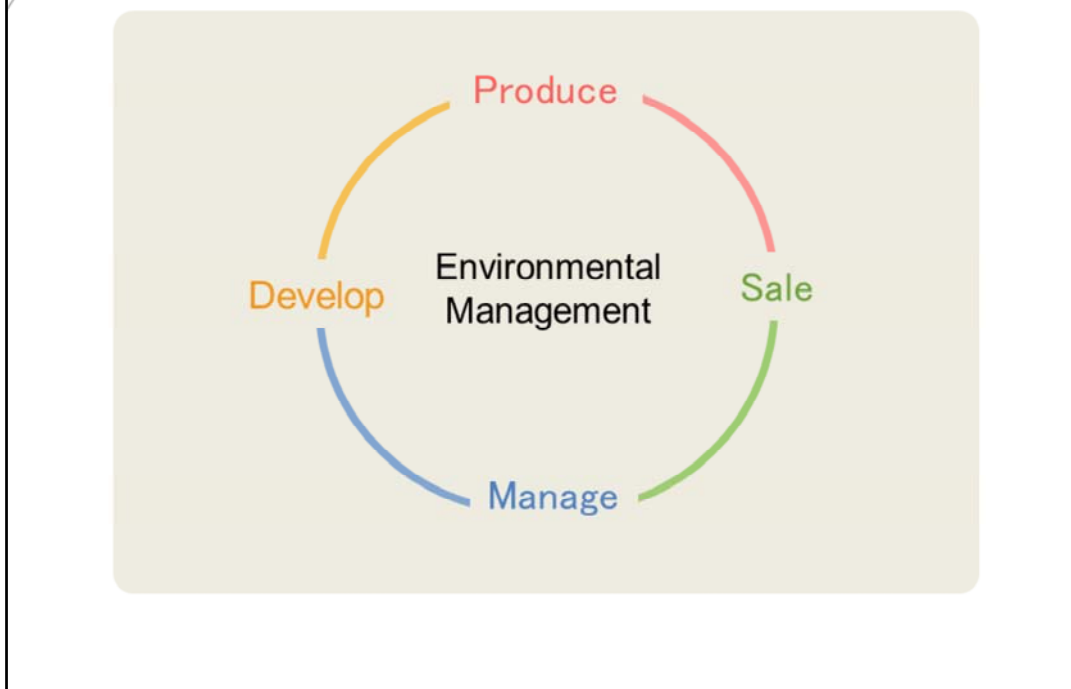 Produce
Environmental
Management
Develop
Sale
Manage